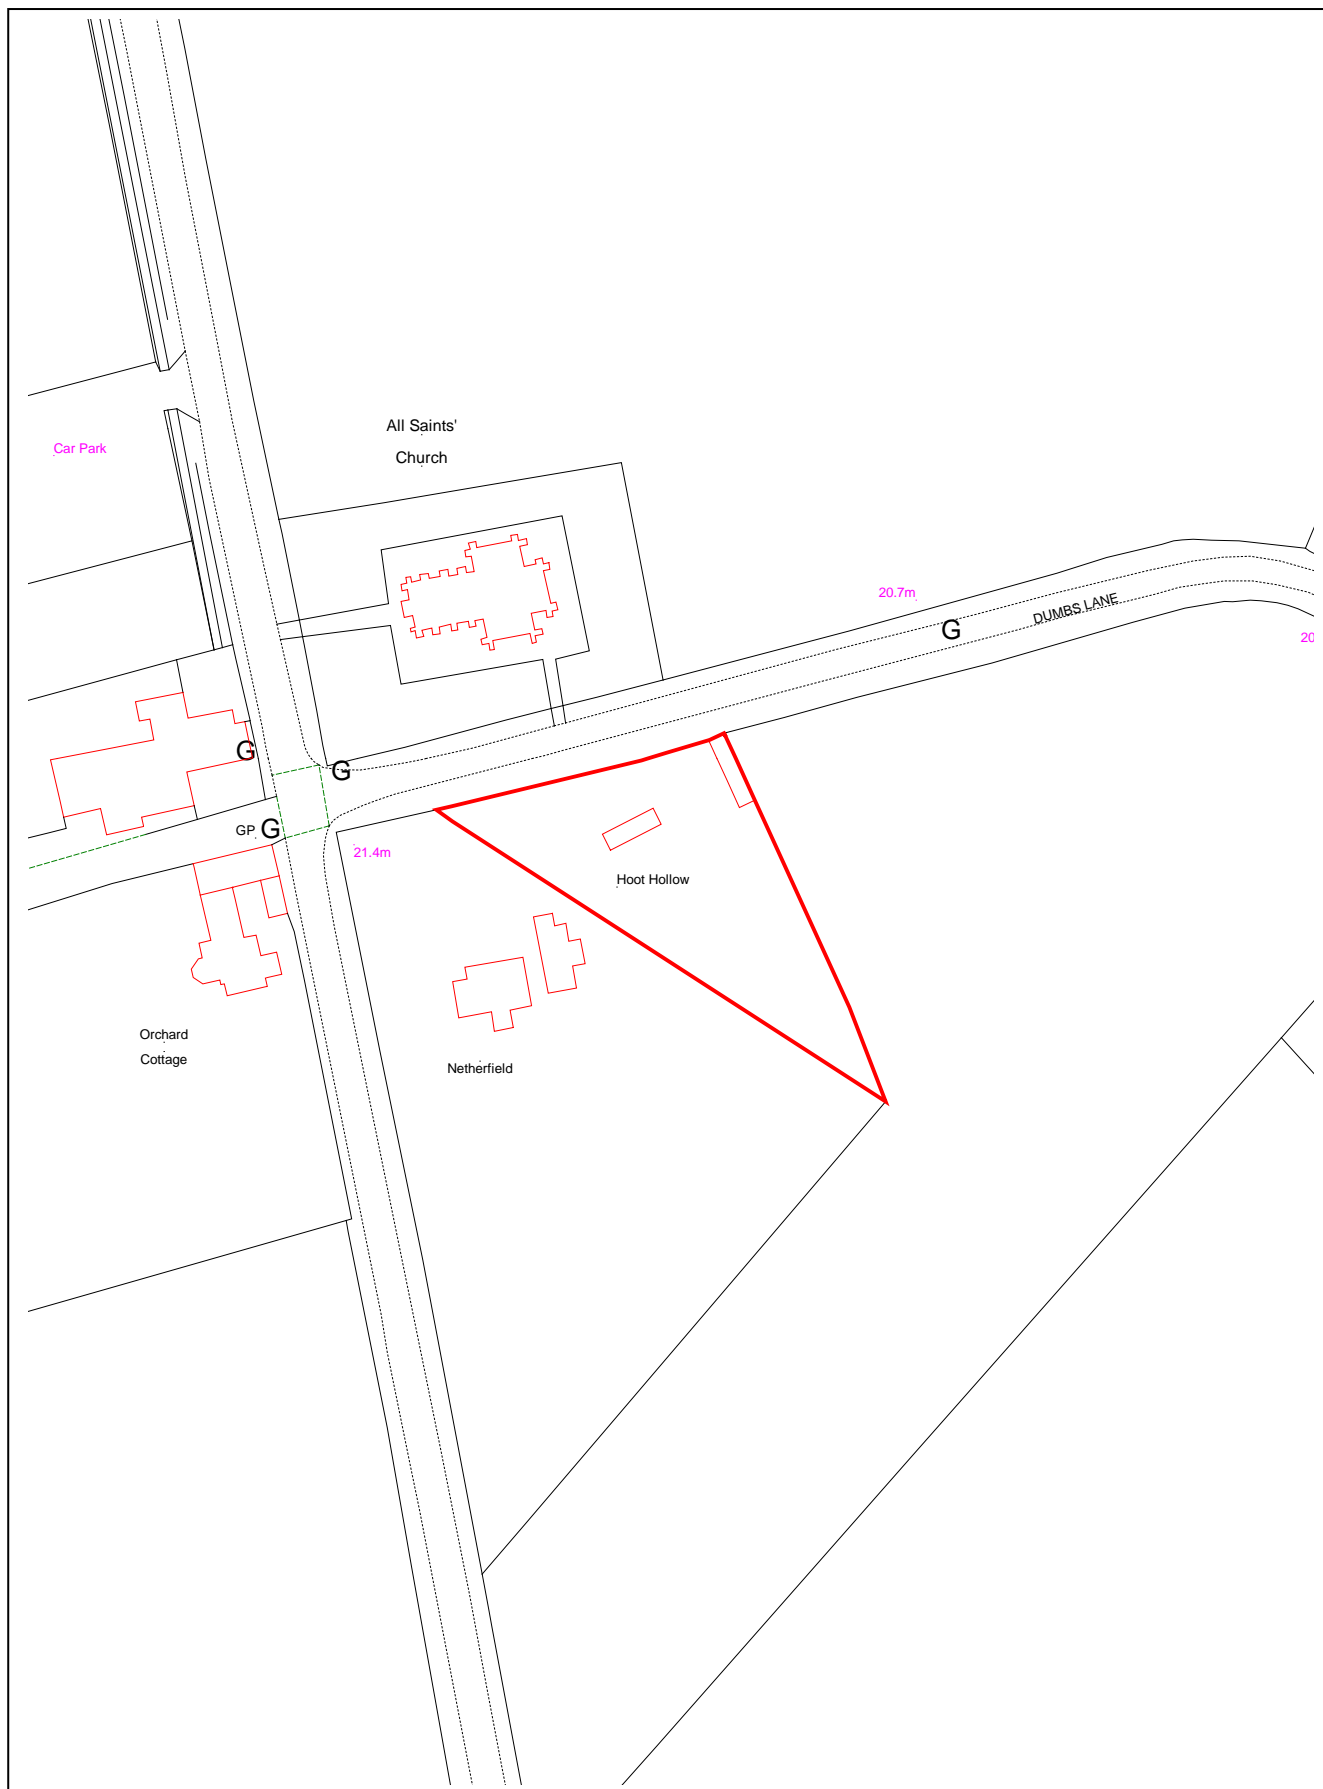 All Saints'
Church
Car Park
20.7m
DUMBS LANE
G
20
G
G
GP
G
21.4m
Hoot Hollow
Orchard
Cottage
Netherfield